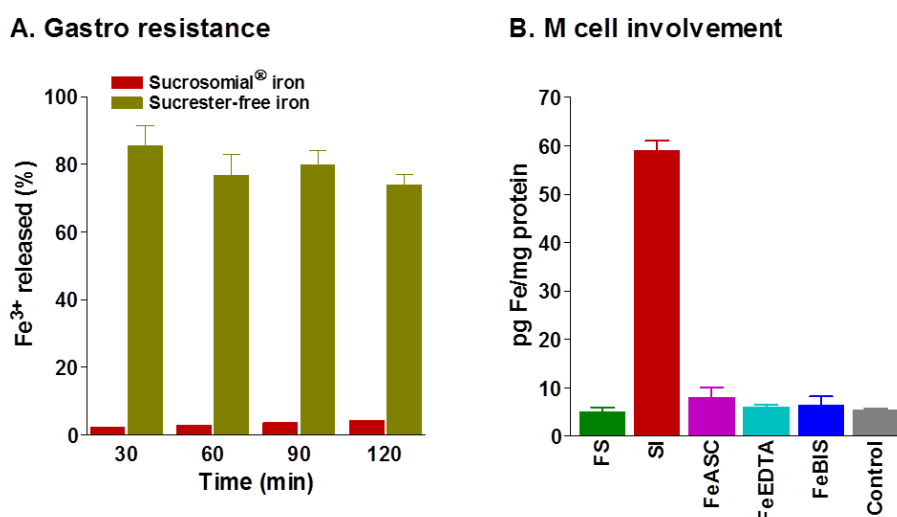 A. Gastro resistance
Sucrosomial® iron
Sucrester-free iron
100
80
60
40
20
0
Fe3+ released (%)
30 60 90 120
Time (min)
B. M cell involvement
70
60
50
40
30
20
10
0
pg Fe/mg protein
FS
SI
FeASC
FeEDTA
FeBIS
Control